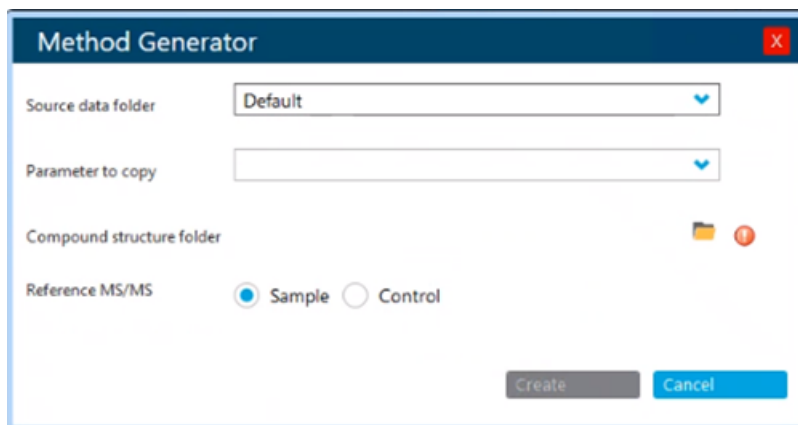 Method Generator
X
Source data folder
Default
Parameter to copy
Compound structure folder
Reference MS/MS
Sample
Control
Create
Cancel